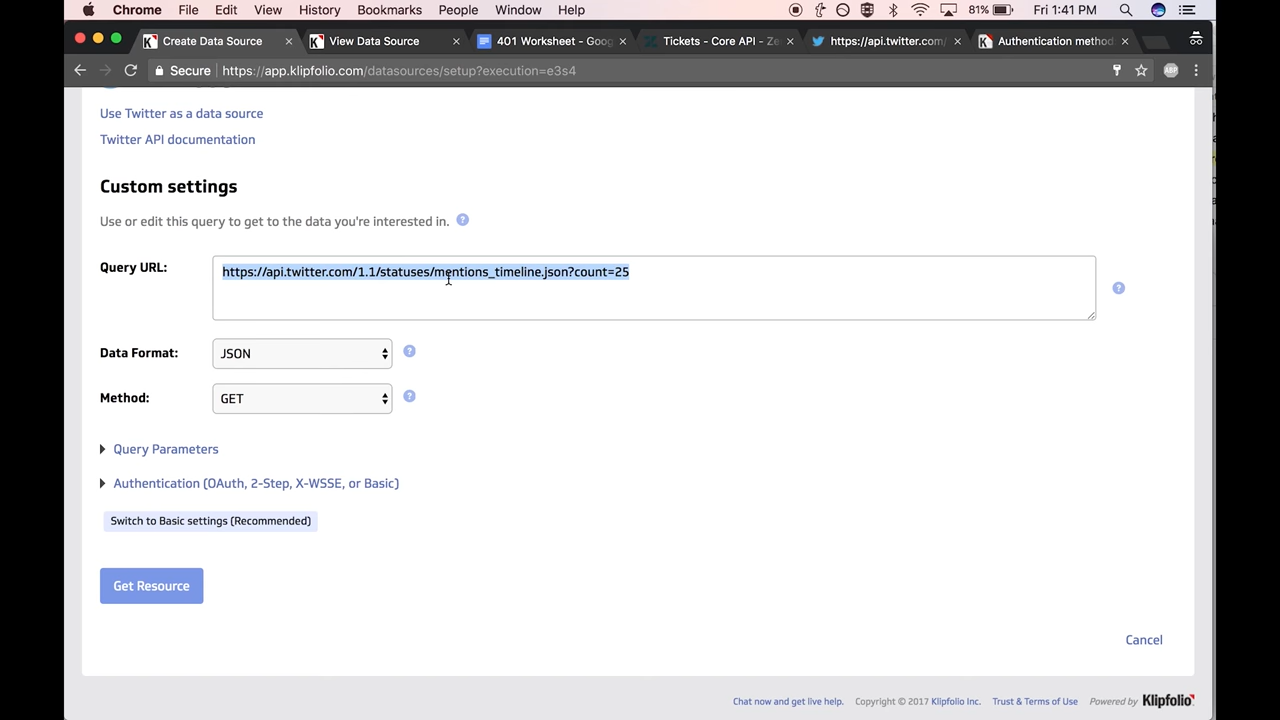 Chrome File Edit View History Bookmarks People Window Help 81% Fri 1:41 PM
Create Data Source × View Data Source × 401 Worksheet - Goog × Tickets - Core API - Ze × https://api.twitter.com/ × Authentication method ×
Secure https://app.klipfolio.com/datasources/setup?execution=e3s4 ABP
Use Twitter as a data source
Twitter API documentation
Custom settings
Use or edit this query to get to the data you're interested in. ?
Query URL: https://api.twitter.com/1.1/statuses/mentions_timeline.json?count=25 ?
Data Format: JSON ?
Method: GET ?
Query Parameters
Authentication (OAuth, 2-Step, X-WSSE, or Basic)
Switch to Basic settings (Recommended)
Get Resource
Cancel
Chat now and get live help. Copyright © 2017 Klipfolio Inc. Trust & Terms of Use Powered by Klipfolio